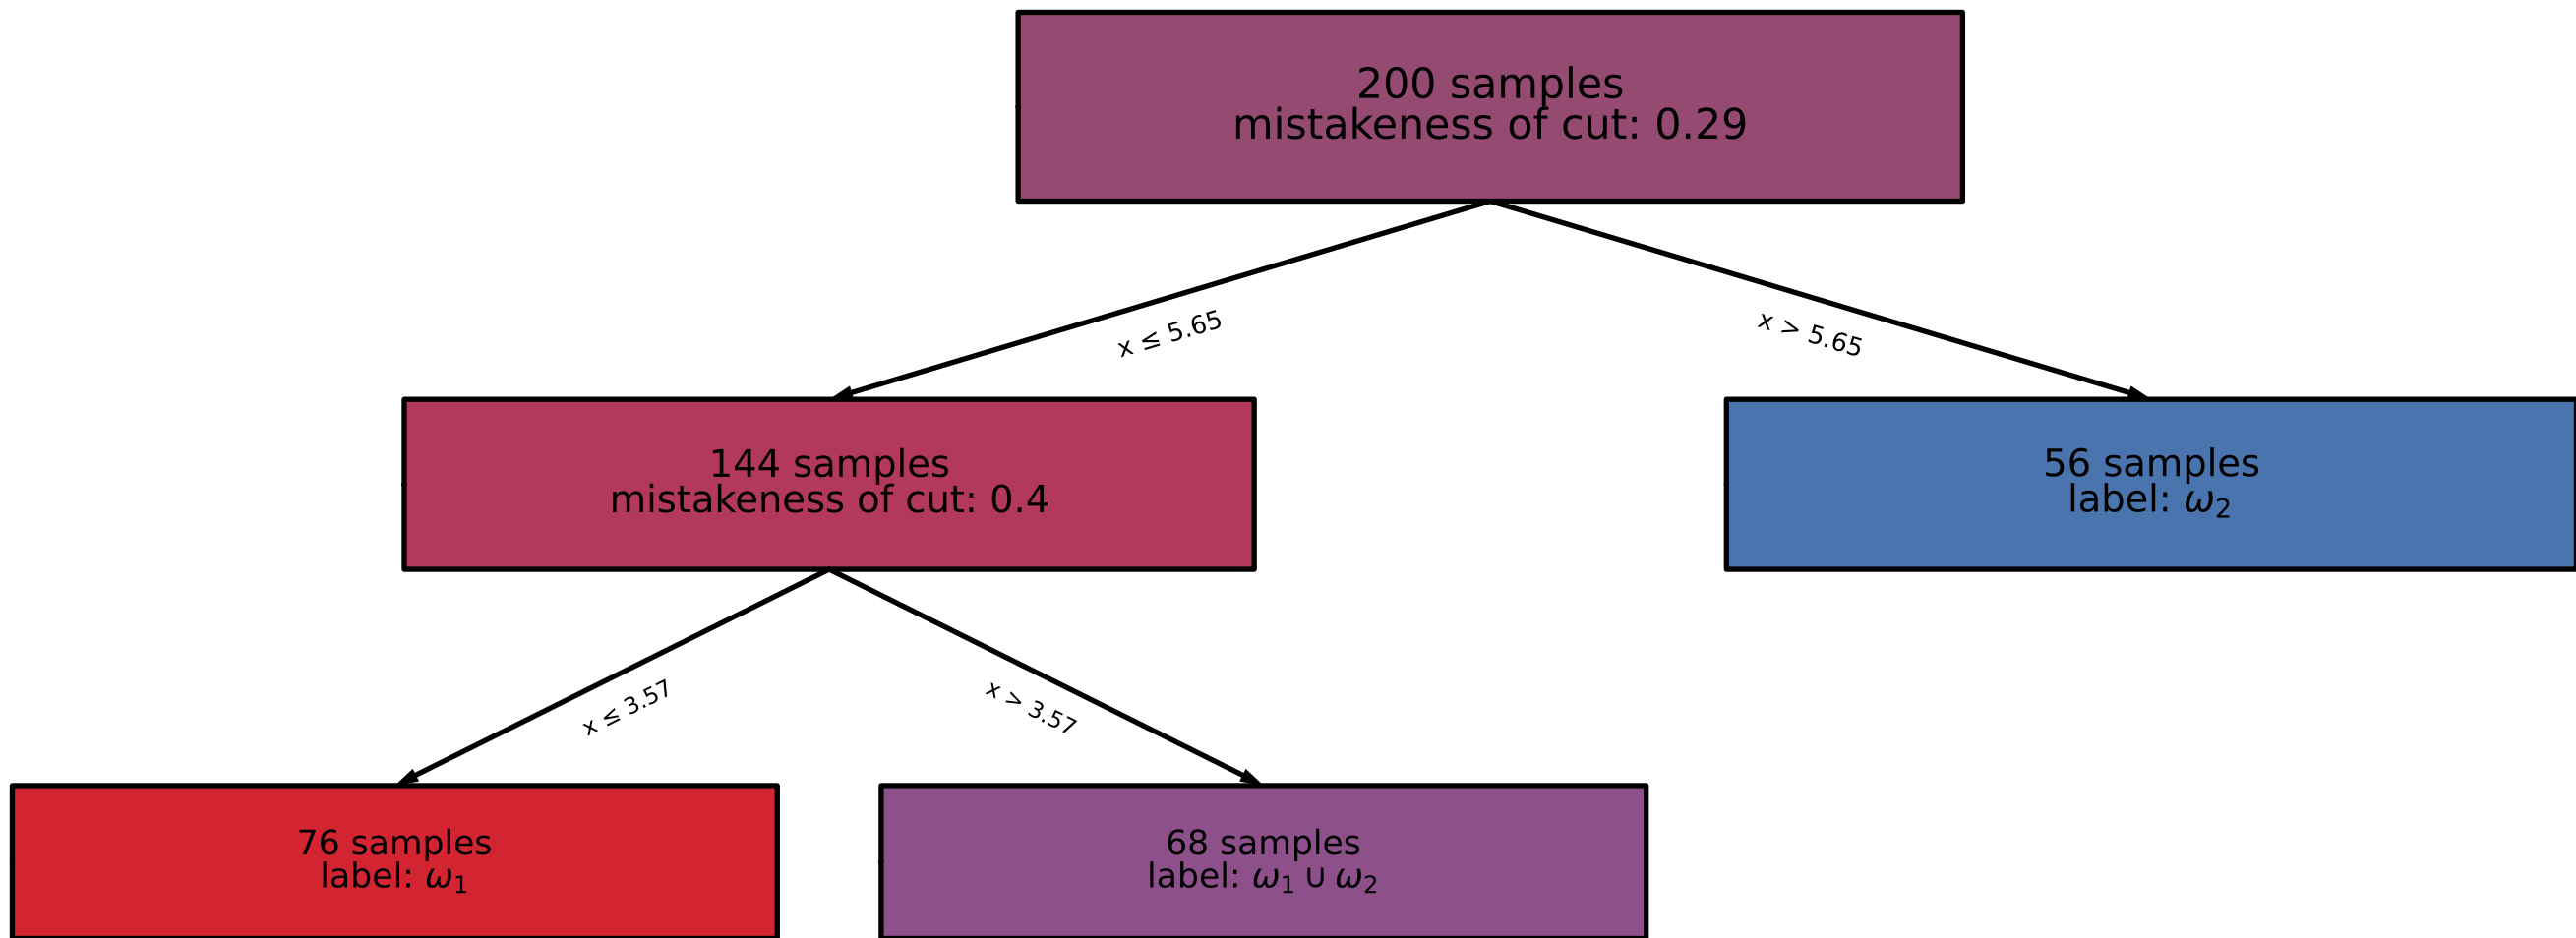 200 samples
mistakeness of cut: 0.29
x ≤ 5.65
x > 5.65
144 samples
mistakeness of cut: 0.4
56 samples
label: ω₂
x ≤ 3.57
x > 3.57
76 samples
label: ω₁
68 samples
label: ω₁ ∪ ω₂